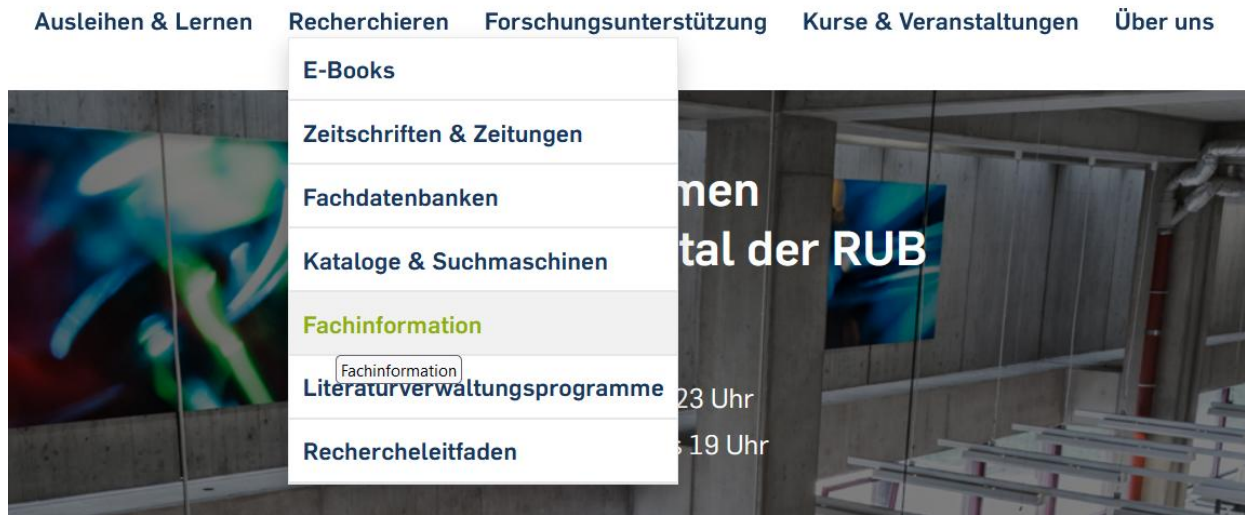 Ausleihen & Lernen Recherchieren Forschungsunterstützung Kurse & Veranstaltungen Über uns
E-Books
Zeitschriften & Zeitungen
Fachdatenbanken
men
Kataloge & Suchmaschinen
tal der RUB
Fachinformation
Fachinformation
Literaturverwaltungsprogramme
23 Uhr
Rechercheleitfaden
19 Uhr